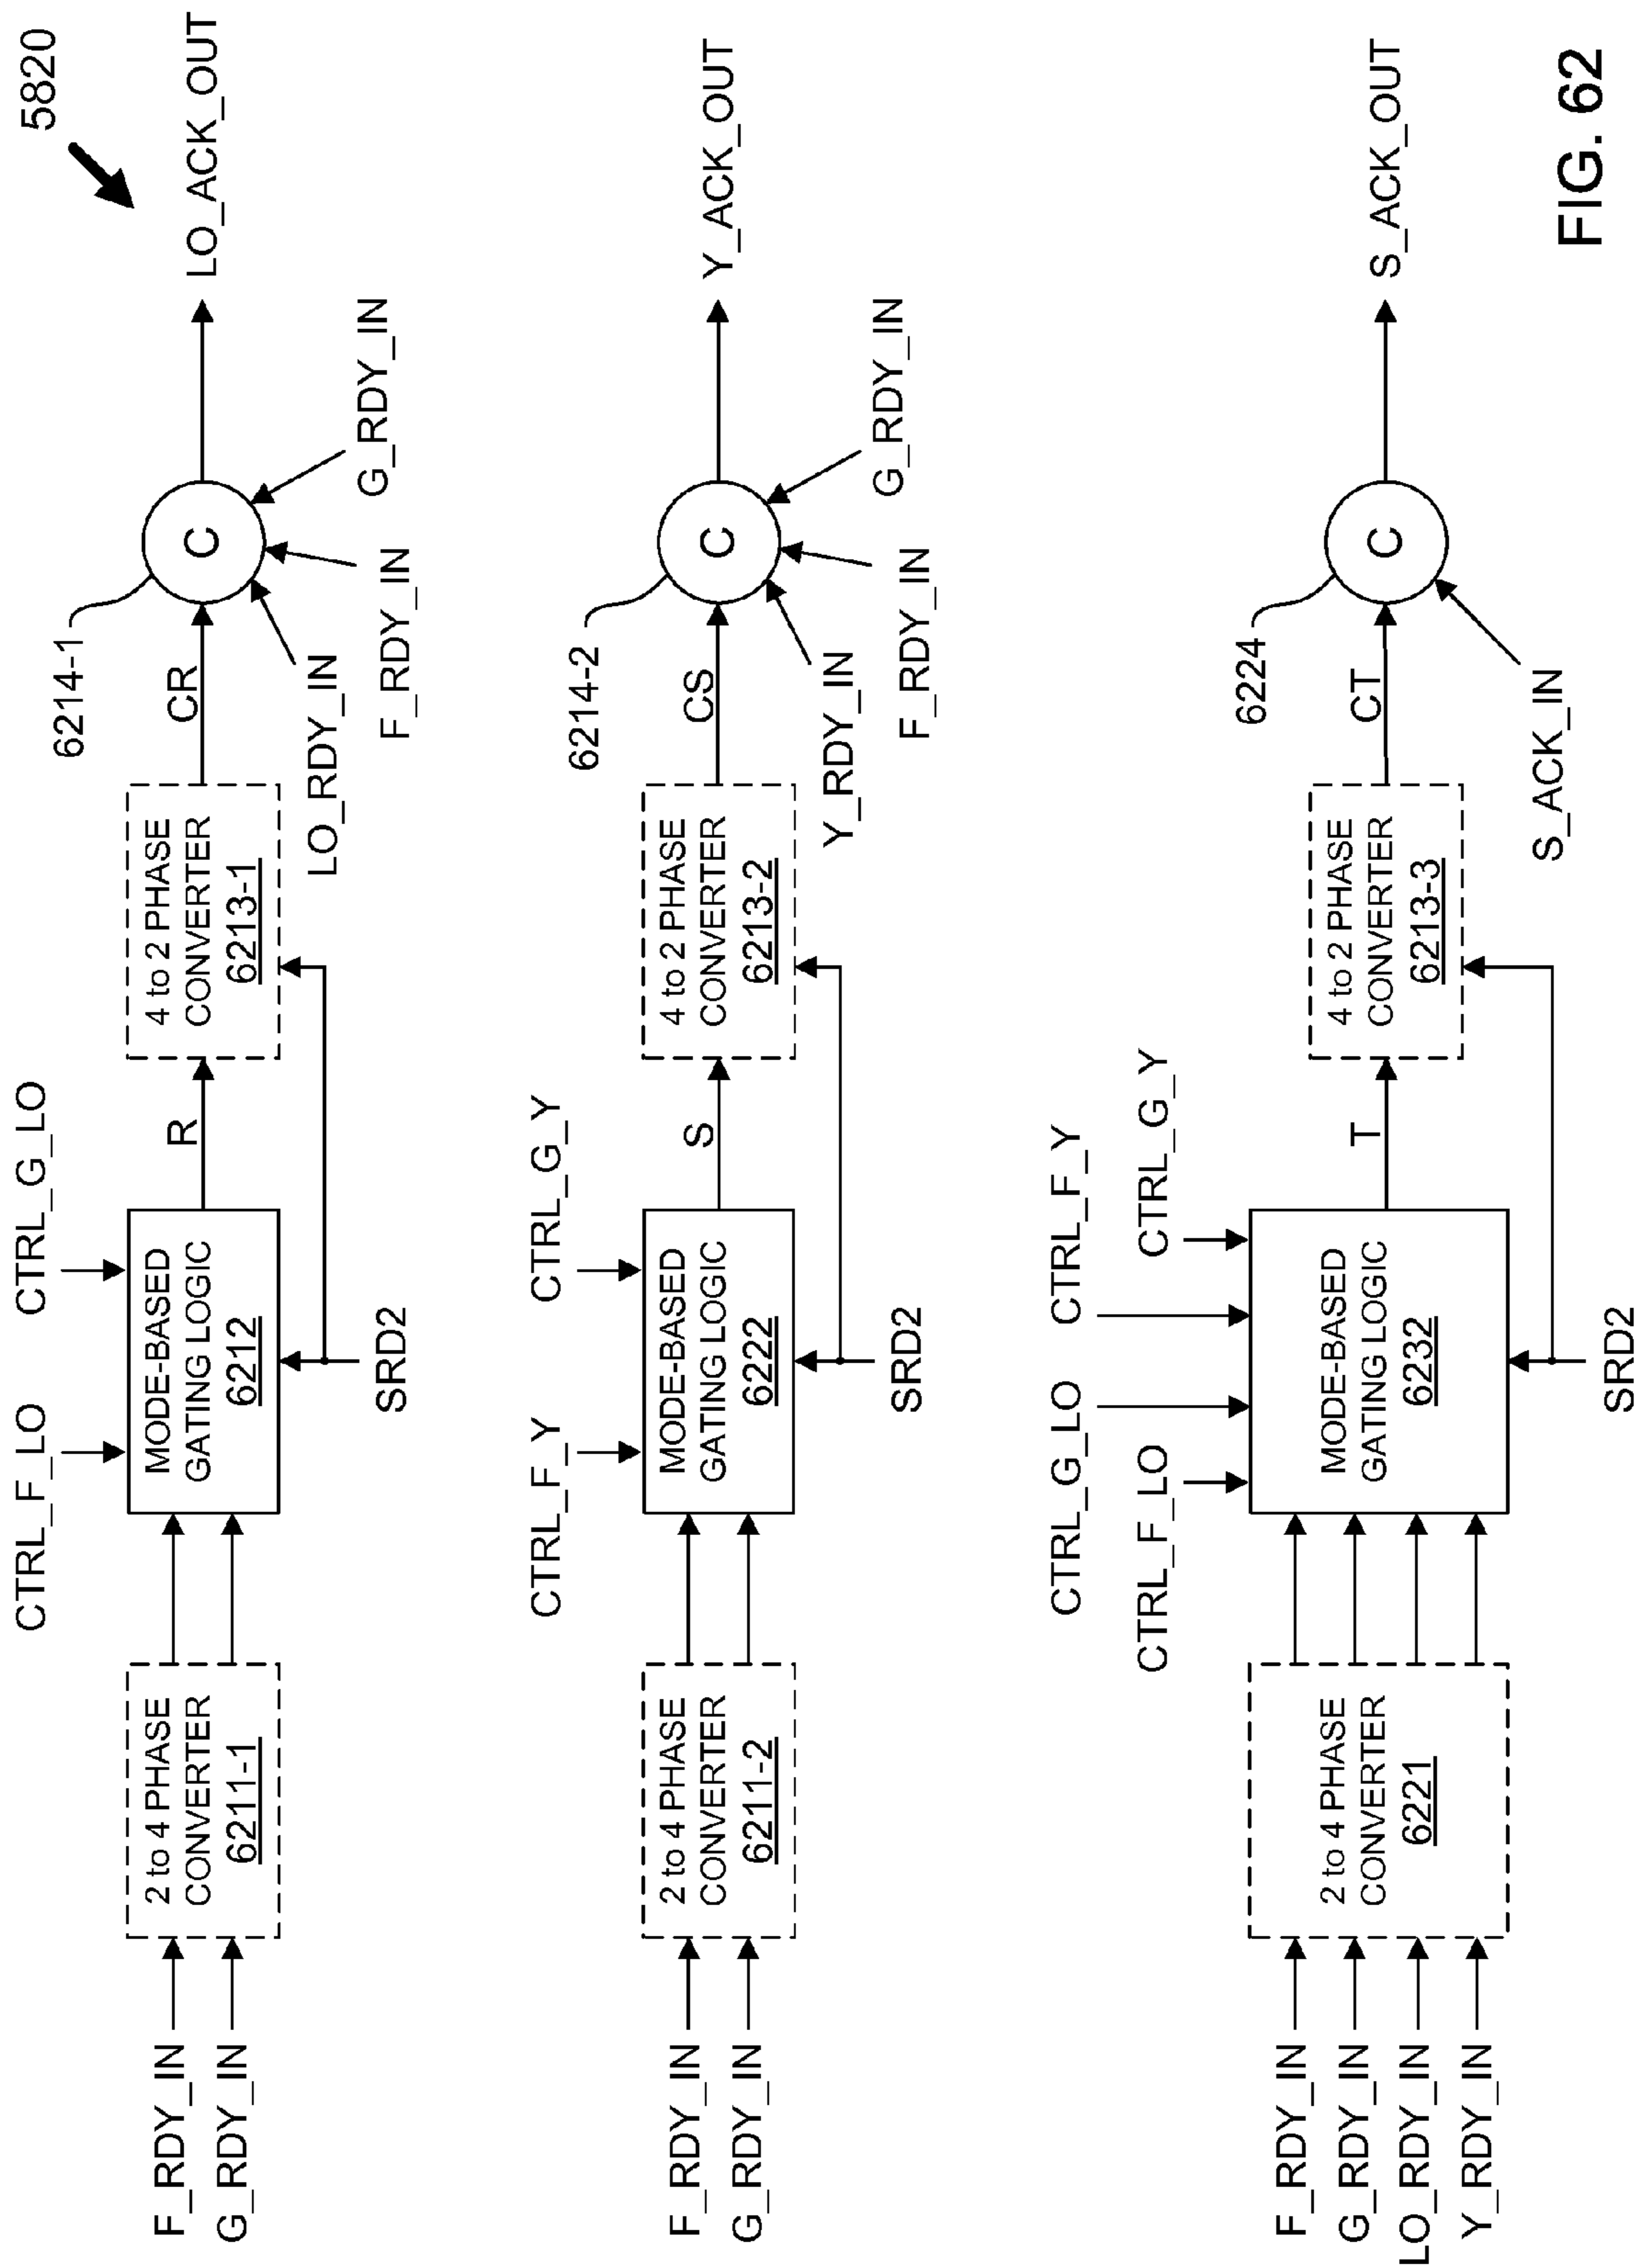 5820
CTRL_F_LO
CTRL_G_LO
F_RDY_IN
G_RDY_IN
2 to 4 PHASE
CONVERTER
6211-1
MODE-BASED
GATING LOGIC
6212
SRD2
R
4 to 2 PHASE
CONVERTER
6213-1
CR
6214-1
C
LO_RDY_IN
F_RDY_IN
G_RDY_IN
LO_ACK_OUT
CTRL_F_Y
CTRL_G_Y
F_RDY_IN
G_RDY_IN
2 to 4 PHASE
CONVERTER
6211-2
MODE-BASED
GATING LOGIC
6222
SRD2
S
4 to 2 PHASE
CONVERTER
6213-2
CS
6214-2
C
Y_RDY_IN
F_RDY_IN
G_RDY_IN
Y_ACK_OUT
CTRL_G_LO
CTRL_F_Y
CTRL_F_LO
CTRL_G_Y
F_RDY_IN
G_RDY_IN
LO_RDY_IN
Y_RDY_IN
2 to 4 PHASE
CONVERTER
6221
MODE-BASED
GATING LOGIC
6232
SRD2
T
4 to 2 PHASE
CONVERTER
6213-3
CT
6224
C
S_ACK_IN
S_ACK_OUT
FIG. 62